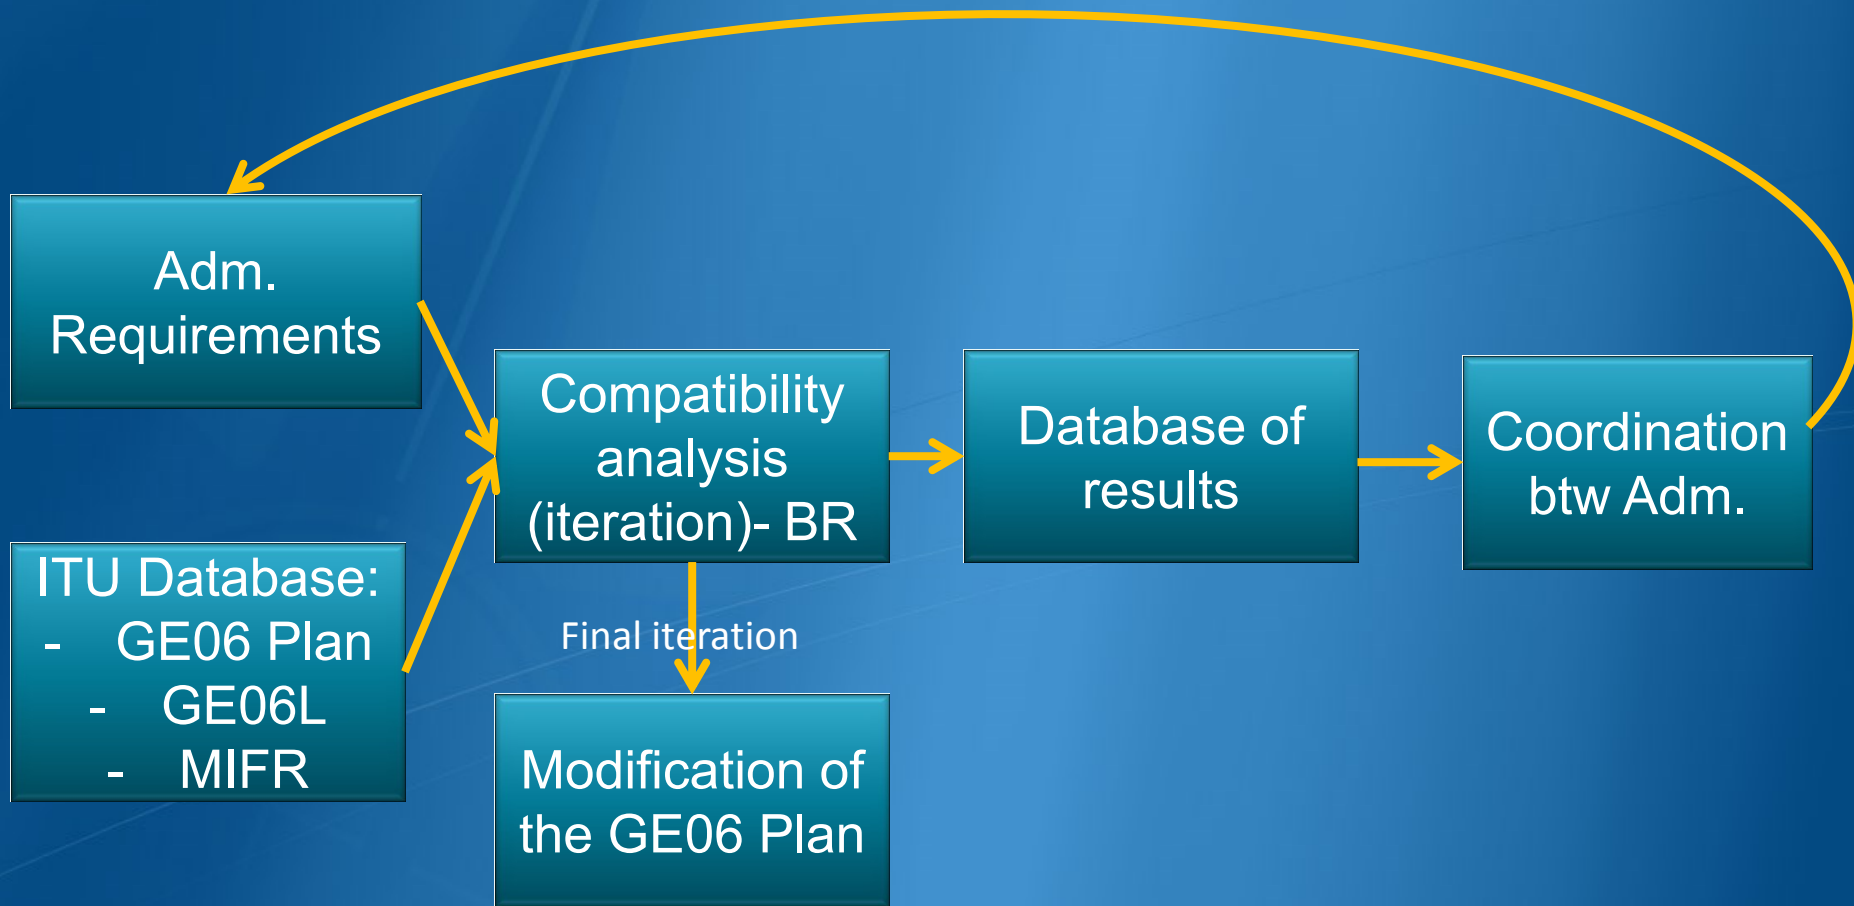 Adm.
Requirements
Compatibility
analysis
(iteration)- BR
Database of
results
Coordination
btw Adm.
ITU Database:
- GE06 Plan
- GE06L
- MIFR
Final iteration
Modification of
the GE06 Plan